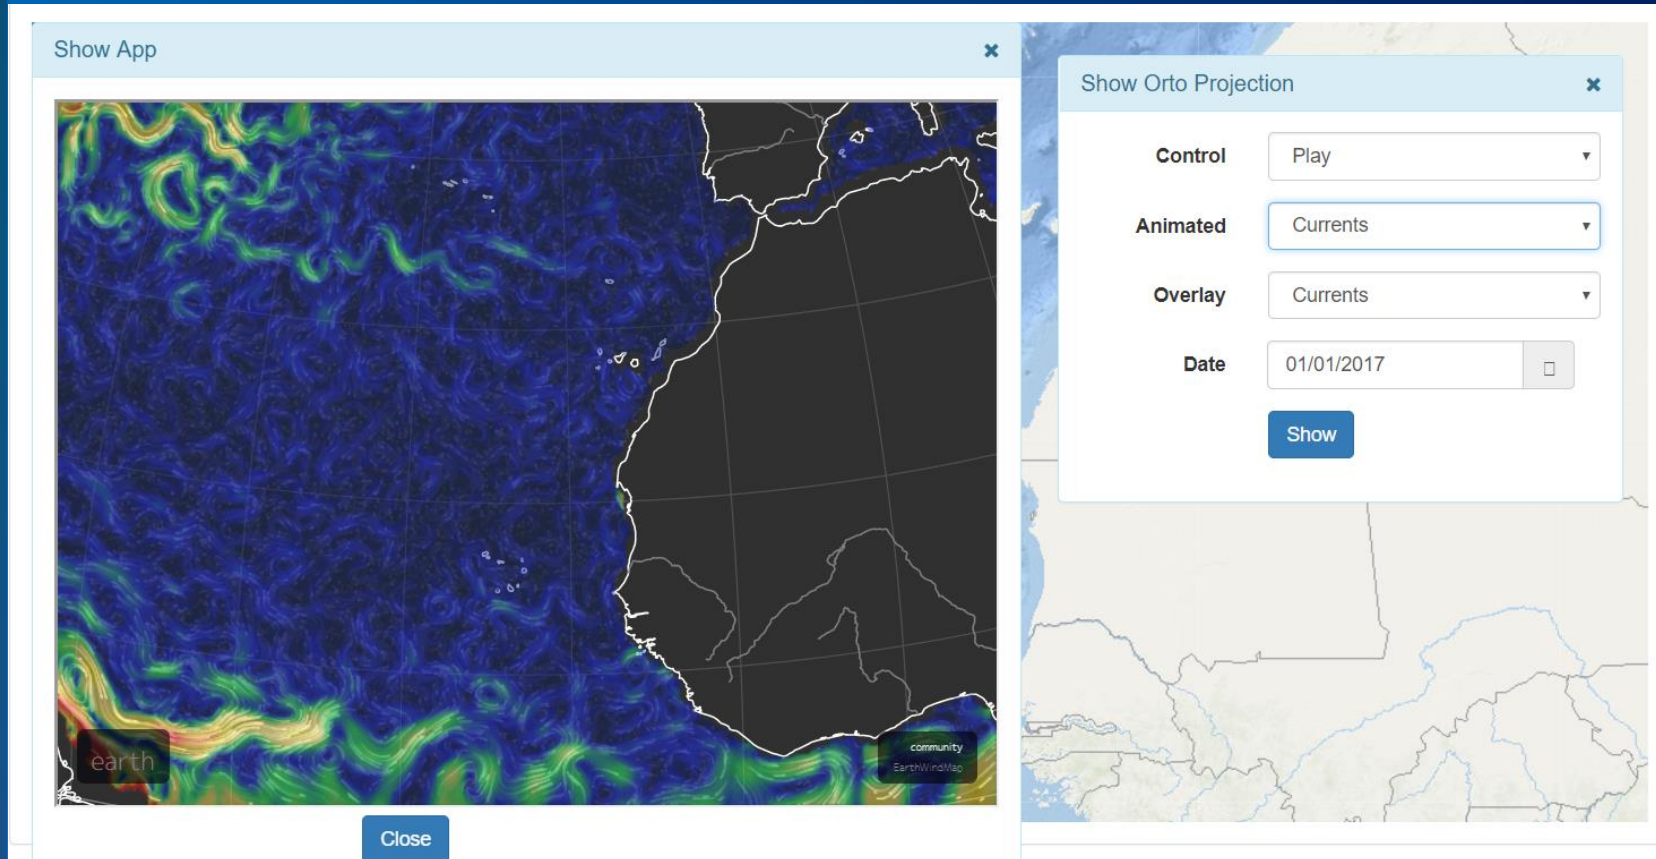 Show App
earth
community
EarthWindMap
Close
Show Orto Projection
Control Play
Animated Currents
Overlay Currents
Date 01/01/2017
Show